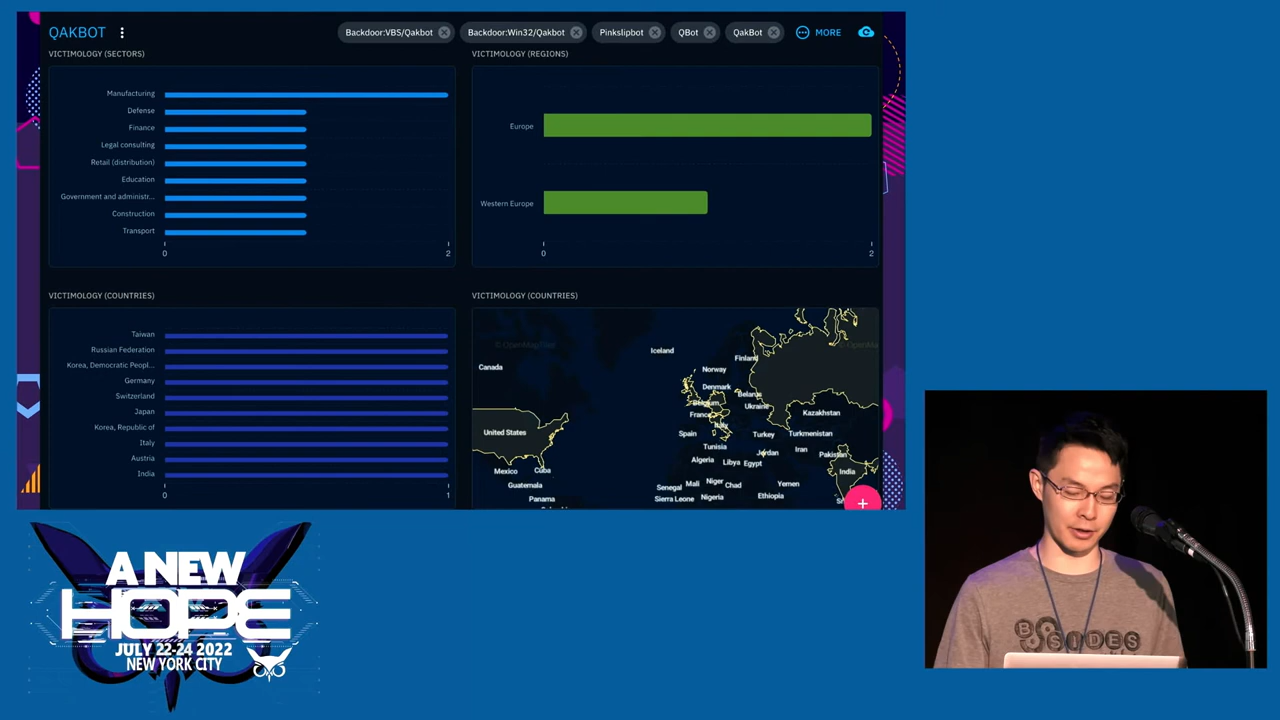 QAKBOT
Backdoor:VBS/Qakbot
Backdoor:Win32/Qakbot
Pinkslipbot
QBot
QakBot
MORE
VICTIMOLOGY (SECTORS)
Manufacturing
Defense
Finance
Legal consulting
Retail (distribution)
Education
Government and administr...
Construction
Transport
0
2
VICTIMOLOGY (REGIONS)
Europe
Western Europe
0
2
VICTIMOLOGY (COUNTRIES)
Taiwan
Russian Federation
Korea, Democratic Peopl...
Germany
Switzerland
Japan
Korea, Republic of
Italy
Austria
India
0
1
VICTIMOLOGY (COUNTRIES)
Iceland
Canada
Finland
Norway
Denmark
Belarus
Belgium
Ukraine
Kazakhstan
France
Italy
United States
Spain
Turkey
Turkmenistan
Tunisia
Jordan
Iran
Pakistan
Algeria
Libya
Egypt
India
Mexico
Cuba
Guatemala
Senegal
Mali
Niger
Chad
Yemen
Panama
Sierra Leone
Nigeria
Ethiopia
+
A NEW
HOPE
JULY 22-24 2022
NEW YORK CITY
BSIDES